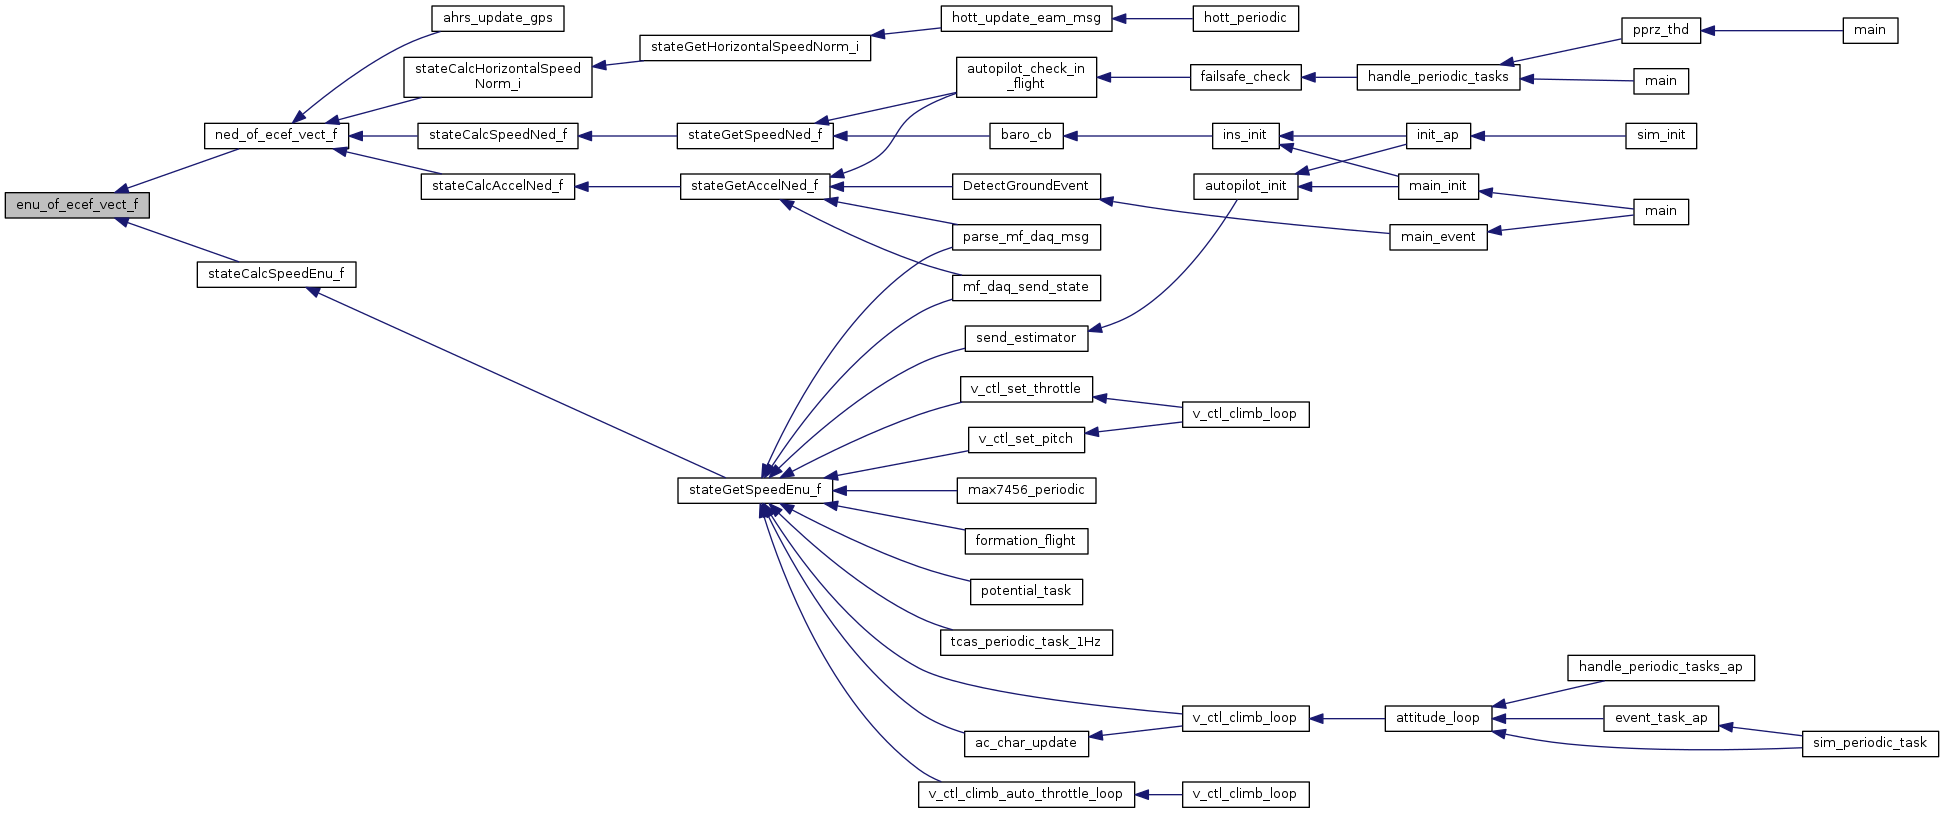 ahrs_update_gps
hott_update_eam_msg
hott_periodic
pprz_thd
main
stateGetHorizontalSpeedNorm_i
stateCalcHorizontalSpeed
Norm_i
autopilot_check_in
_flight
failsafe_check
handle_periodic_tasks
main
ned_of_ecef_vect_f
stateCalcSpeedNed_f
stateGetSpeedNed_f
baro_cb
ins_init
init_ap
sim_init
stateCalcAccelNed_f
stateGetAccelNed_f
DetectGroundEvent
autopilot_init
main_init
enu_of_ecef_vect_f
main
parse_mf_daq_msg
main_event
stateCalcSpeedEnu_f
mf_daq_send_state
send_estimator
v_ctl_set_throttle
v_ctl_climb_loop
v_ctl_set_pitch
stateGetSpeedEnu_f
max7456_periodic
formation_flight
potential_task
tcas_periodic_task_1Hz
handle_periodic_tasks_ap
v_ctl_climb_loop
attitude_loop
event_task_ap
ac_char_update
sim_periodic_task
v_ctl_climb_auto_throttle_loop
v_ctl_climb_loop